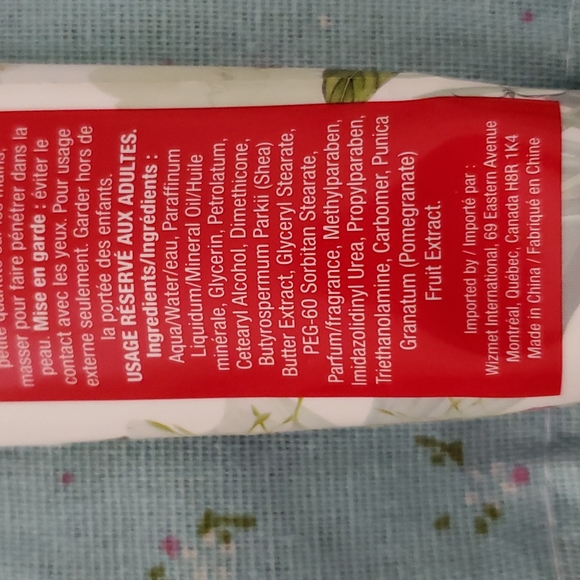 masser pour faire pénétrer dans la
peau. Mise en garde : éviter le
contact avec les yeux. Pour usage
externe seulement. Garder hors de
la portée des enfants.
USAGE RÉSERVÉ AUX ADULTES.
Ingredients/Ingrédients :
Aqua/Water/eau, Paraffinum
Liquidum/Mineral Oil/Huile
minérale, Glycerin, Petrolatum,
Cetearyl Alcohol, Dimethicone,
Butyrospermum Parkii (Shea)
Butter Extract, Glyceryl Stearate,
PEG-60 Sorbitan Stearate,
Parfum/fragrance, Methylparaben,
Imidazolidinyl Urea, Propylparaben,
Triethanolamine, Carbomer, Punica
Granatum (Pomegranate)
Fruit Extract.
Imported by / Importé par :
Wizmet International, 69 Eastern Avenue
Montréal, Québec, Canada H8R 1K4
Made in China / Fabriqué en Chine